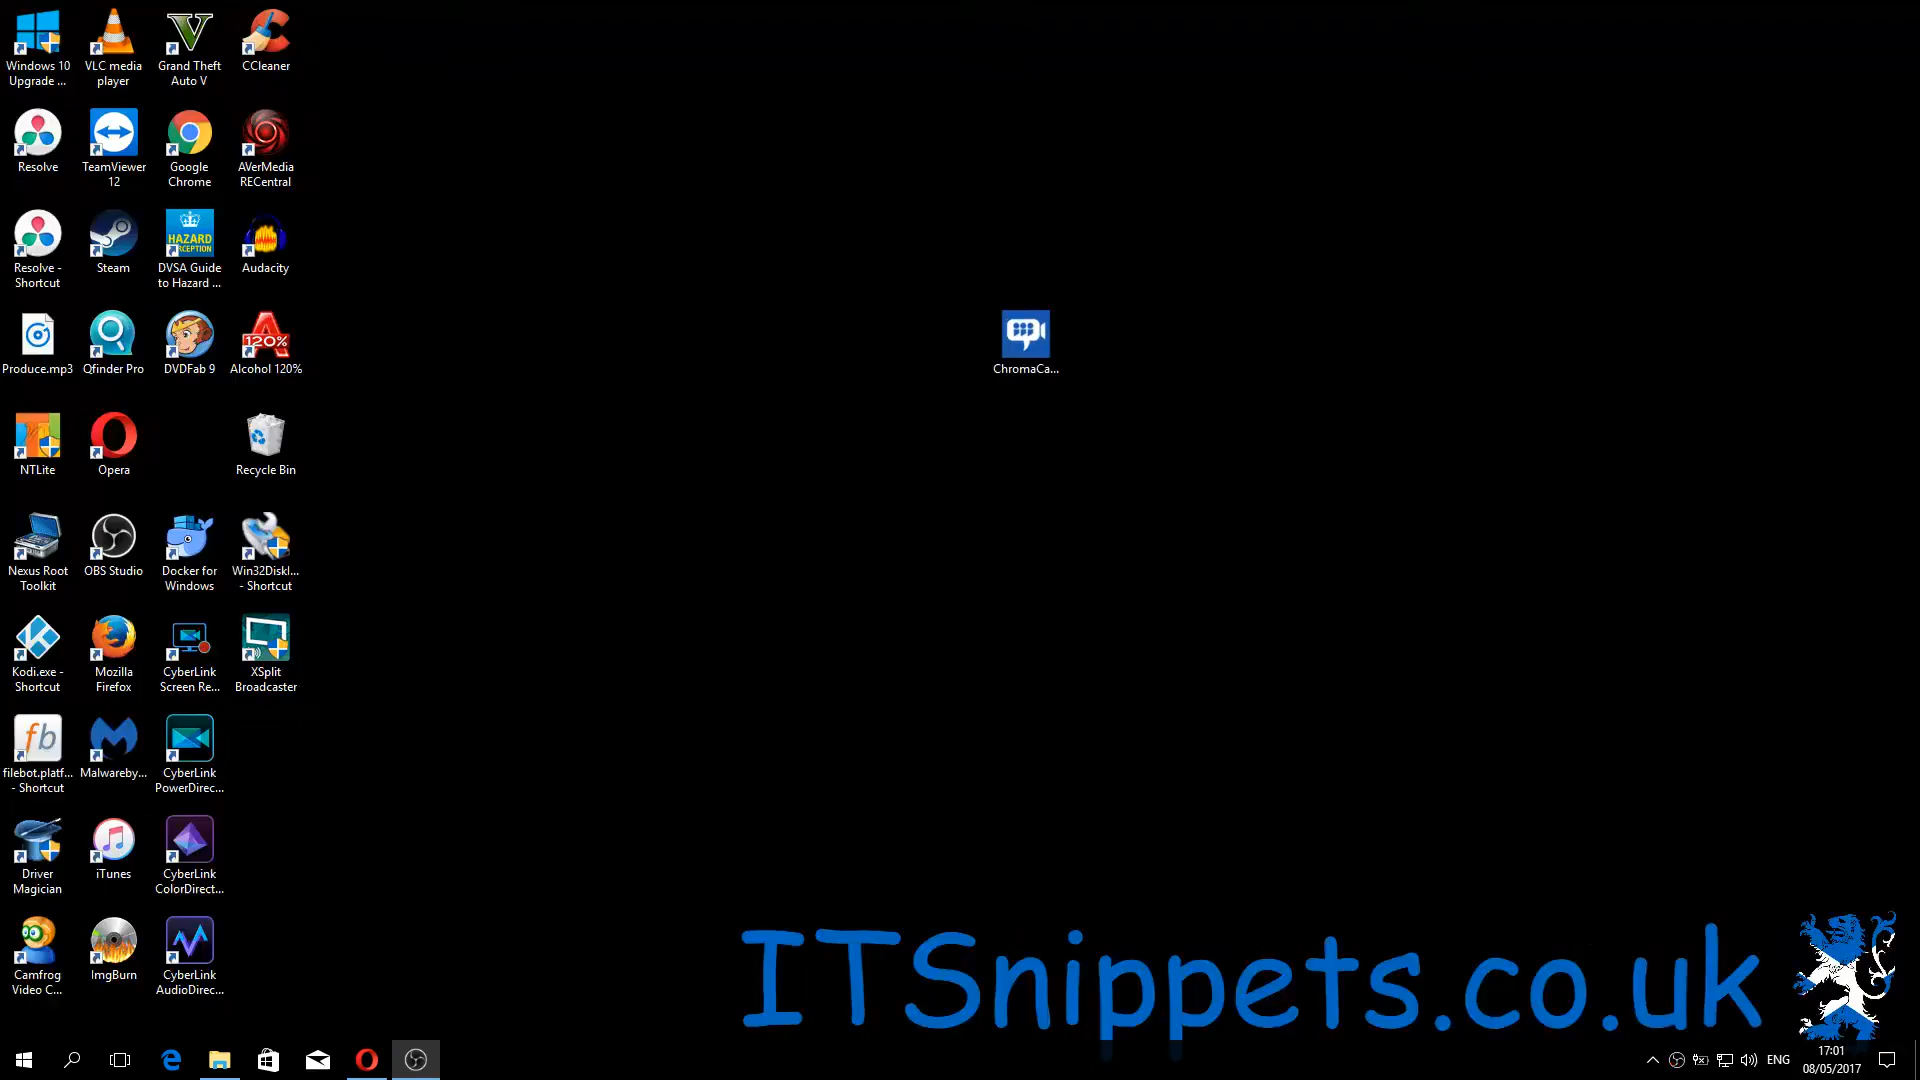 Windows 10
Upgrade ...
VLC media
player
Grand Theft
Auto V
CCleaner
Resolve
TeamViewer
12
Google
Chrome
AVerMedia
RECentral
Resolve -
Shortcut
Steam
HAZARD
DVSA Guide
to Hazard ...
Audacity
Produce.mp3
Qfinder Pro
DVDFab 9
120%
Alcohol 120%
ChromaCa...
NTLite
Opera
Recycle Bin
Nexus Root
Toolkit
OBS Studio
Docker for
Windows
Win32DiskI...
- Shortcut
Kodi.exe -
Shortcut
Mozilla
Firefox
CyberLink
Screen Re...
XSplit
Broadcaster
fb
filebot.platf...
- Shortcut
Malwareby...
CyberLink
PowerDirec...
Driver
Magician
iTunes
CyberLink
ColorDirect...
Camfrog
Video C...
ImgBurn
CyberLink
AudioDirec...
ITSnippets.co.uk
ENG
17:01
08/05/2017